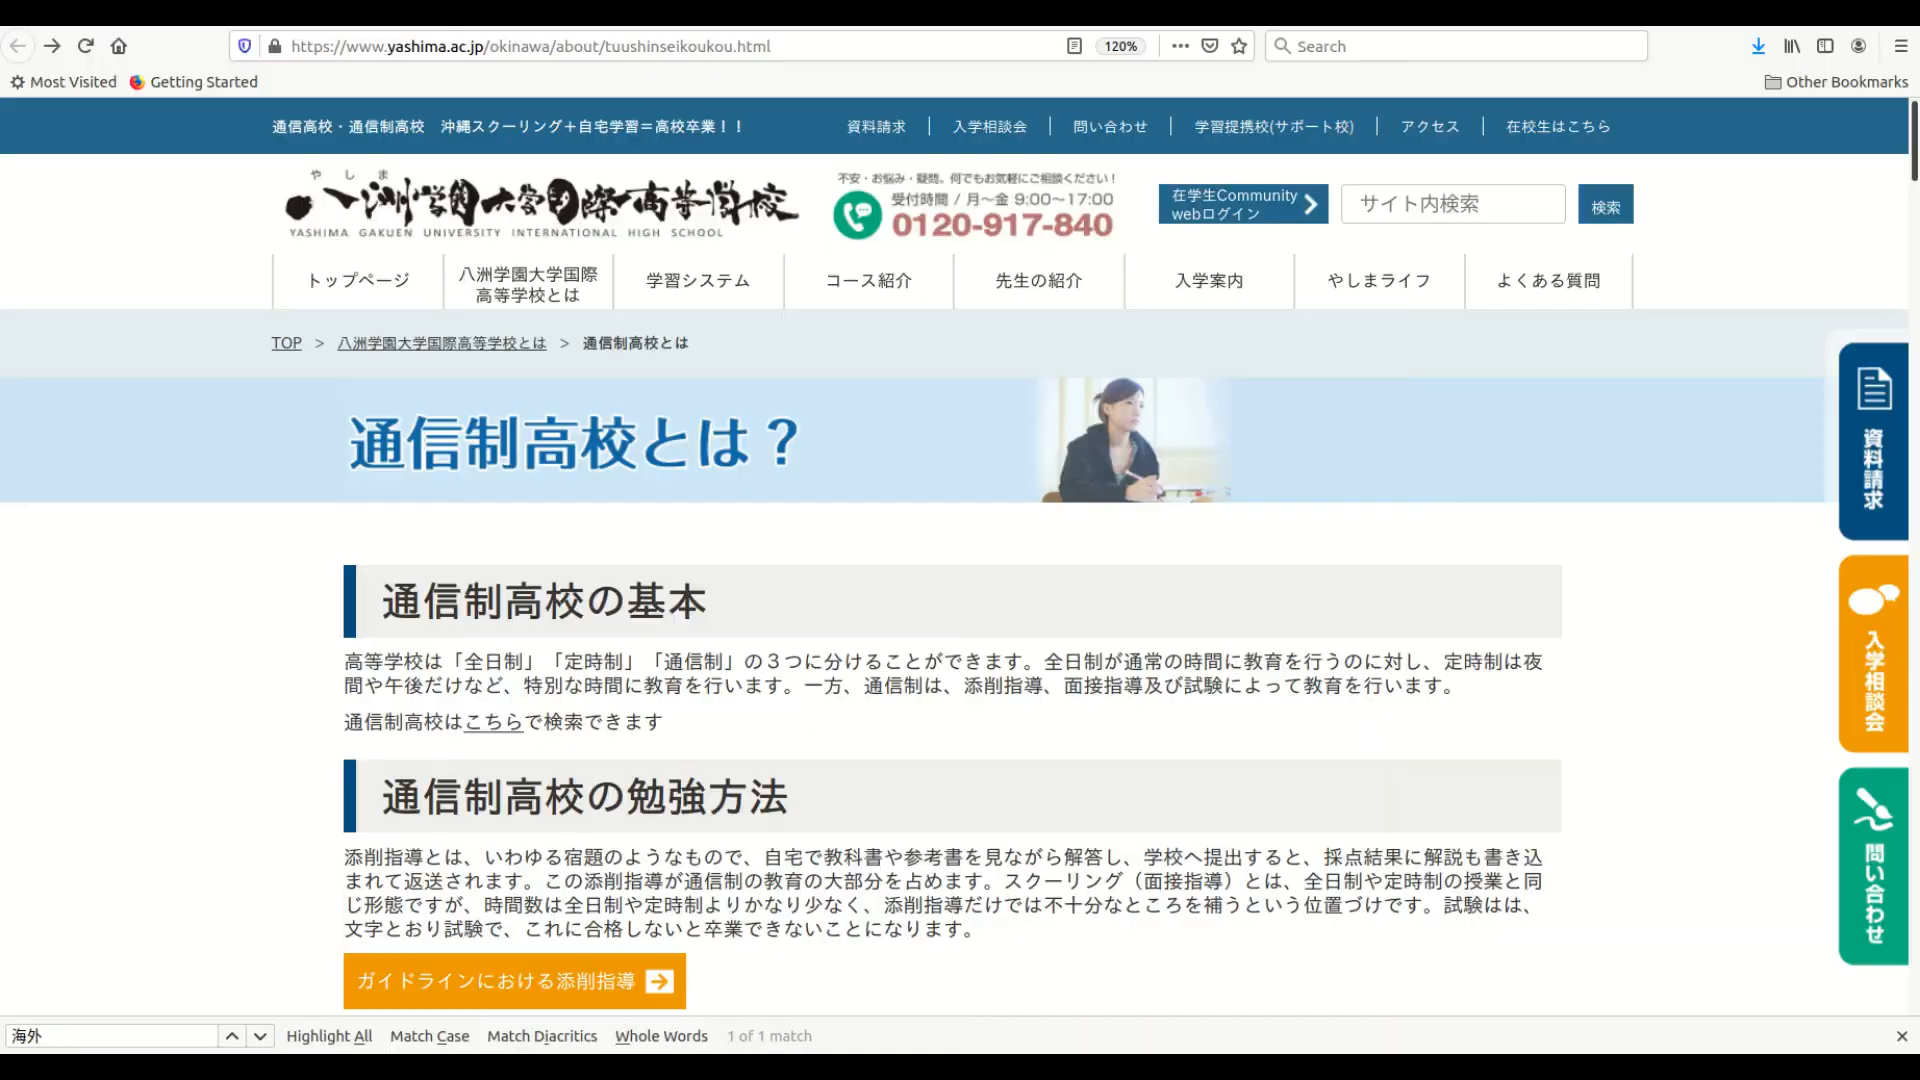 https://www.yashima.ac.jp/okinawa/about/tuushinseikoukou.html
120%
Search
Most Visited
Getting Started
Other Bookmarks
通信高校・通信制高校　沖縄スクーリング＋自宅学習＝高校卒業！！
資料請求
入学相談会
問い合わせ
学習提携校(サポート校)
アクセス
在校生はこちら
やしま
八洲学園大学国際高等学校
YASHIMA GAKUEN UNIVERSITY INTERNATIONAL HIGH SCHOOL
不安・お悩み・疑問。何でもお気軽にご相談ください！
受付時間 / 月〜金 9:00〜17:00
0120-917-840
在学生Community
webログイン
サイト内検索
検索
トップページ
八洲学園大学国際
高等学校とは
学習システム
コース紹介
先生の紹介
入学案内
やしまライフ
よくある質問
TOP > 八洲学園大学国際高等学校とは > 通信制高校とは
通信制高校とは？
通信制高校の基本
高等学校は「全日制」「定時制」「通信制」の３つに分けることができます。全日制が通常の時間に教育を行うのに対し、定時制は夜
間や午後だけなど、特別な時間に教育を行います。一方、通信制は、添削指導、面接指導及び試験によって教育を行います。
通信制高校はこちらで検索できます
通信制高校の勉強方法
添削指導とは、いわゆる宿題のようなもので、自宅で教科書や参考書を見ながら解答し、学校へ提出すると、採点結果に解説も書き込
まれて返送されます。この添削指導が通信制の教育の大部分を占めます。スクーリング（面接指導）とは、全日制や定時制の授業と同
じ形態ですが、時間数は全日制や定時制よりかなり少なく、添削指導だけでは不十分なところを補うという位置づけです。試験はは、
文字とおり試験で、これに合格しないと卒業できないことになります。
ガイドラインにおける添削指導
資料請求
入学相談会
問い合わせ
海外
Highlight All
Match Case
Match Diacritics
Whole Words
1 of 1 match